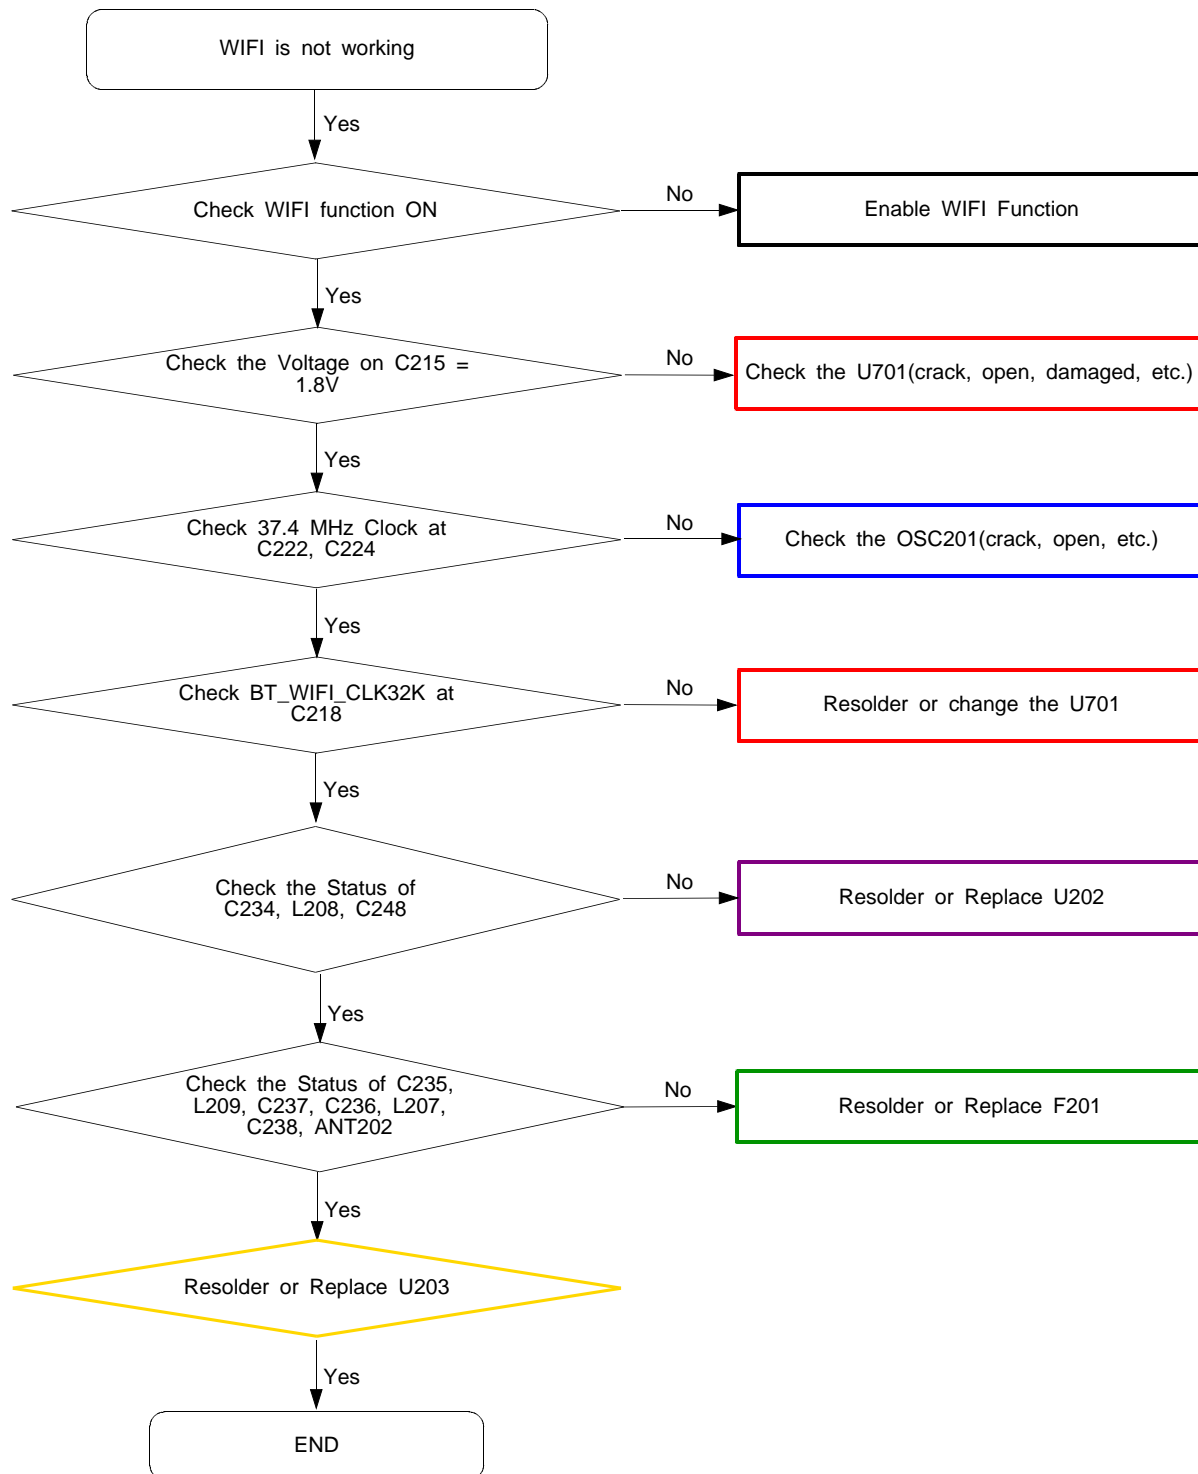 WIFI is not working
Yes
Check WIFI function ON
No
Enable WIFI Function
Yes
Check the Voltage on C215 =
1.8V
No
Check the U701(crack, open, damaged, etc.)
Yes
Check 37.4 MHz Clock at
C222, C224
No
Check the OSC201(crack, open, etc.)
Yes
Check BT_WIFI_CLK32K at
C218
No
Resolder or change the U701
Yes
Check the Status of
C234, L208, C248
No
Resolder or Replace U202
Yes
Check the Status of C235,
L209, C237, C236, L207,
C238, ANT202
No
Resolder or Replace F201
Yes
Resolder or Replace U203
Yes
END